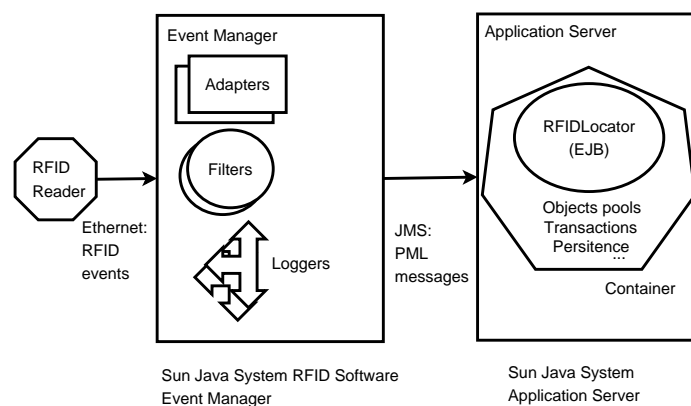 Event Manager
Adapters
Filters
Loggers
RFID
Reader
Ethernet:
RFID
events
JMS:
PML
messages
Application Server
RFIDLocator
(EJB)
Objects pools
Transactions
Persitence
...
Container
Sun Java System RFID Software
Event Manager
Sun Java System
Application Server